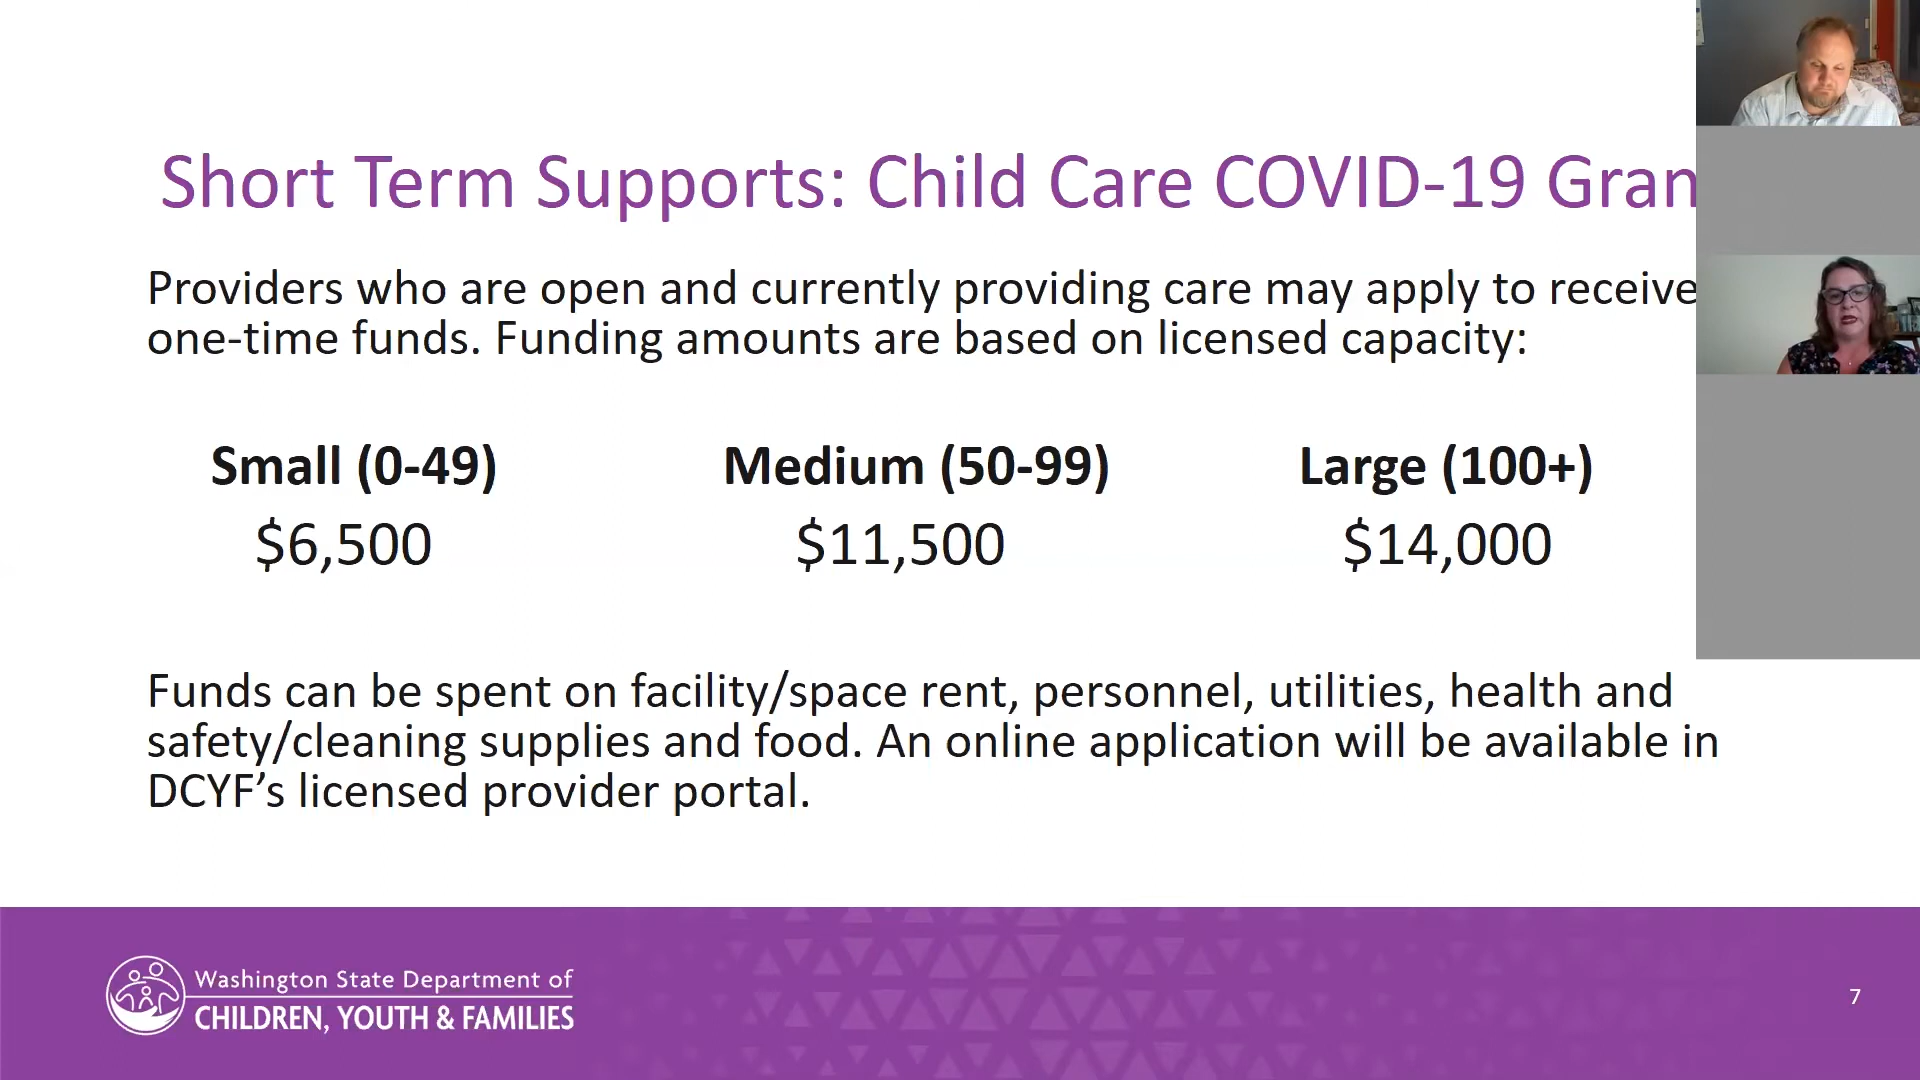 Short Term Supports: Child Care COVID-19 Gran
Providers who are open and currently providing care may apply to receive
one-time funds. Funding amounts are based on licensed capacity:
Small (0-49) Medium (50-99) Large (100+)
$6,500 $11,500 $14,000
Funds can be spent on facility/space rent, personnel, utilities, health and
safety/cleaning supplies and food. An online application will be available in
DCYF’s licensed provider portal.
Washington State Department of
CHILDREN, YOUTH & FAMILIES
7